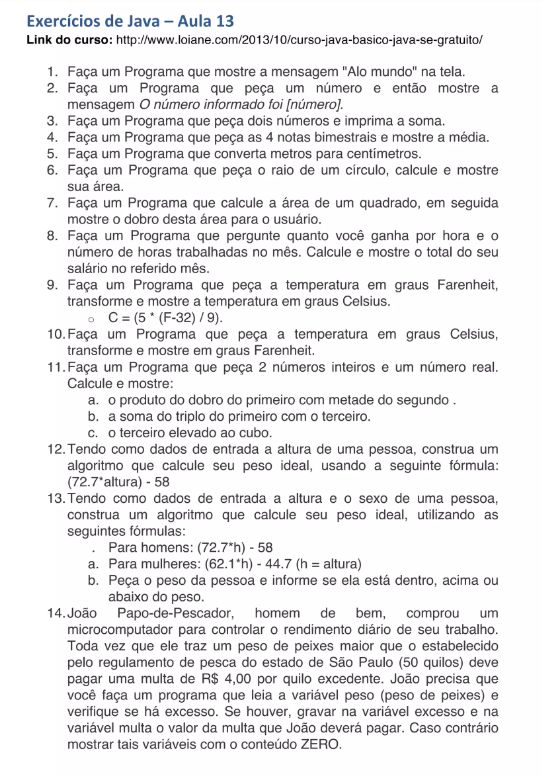 Exercícios de Java – Aula 13
Link do curso: http://www.loiane.com/2013/10/curso-java-basico-java-se-gratuito/
1. Faça um Programa que mostre a mensagem "Alo mundo" na tela.
2. Faça um Programa que peça um número e então mostre a
mensagem O número informado foi [número].
3. Faça um Programa que peça dois números e imprima a soma.
4. Faça um Programa que peça as 4 notas bimestrais e mostre a média.
5. Faça um Programa que converta metros para centímetros.
6. Faça um Programa que peça o raio de um círculo, calcule e mostre
sua área.
7. Faça um Programa que calcule a área de um quadrado, em seguida
mostre o dobro desta área para o usuário.
8. Faça um Programa que pergunte quanto você ganha por hora e o
número de horas trabalhadas no mês. Calcule e mostre o total do seu
salário no referido mês.
9. Faça um Programa que peça a temperatura em graus Farenheit,
transforme e mostre a temperatura em graus Celsius.
o C = (5 * (F-32) / 9).
10. Faça um Programa que peça a temperatura em graus Celsius,
transforme e mostre em graus Farenheit.
11. Faça um Programa que peça 2 números inteiros e um número real.
Calcule e mostre:
a. o produto do dobro do primeiro com metade do segundo .
b. a soma do triplo do primeiro com o terceiro.
c. o terceiro elevado ao cubo.
12. Tendo como dados de entrada a altura de uma pessoa, construa um
algoritmo que calcule seu peso ideal, usando a seguinte fórmula:
(72.7*altura) - 58
13. Tendo como dados de entrada a altura e o sexo de uma pessoa,
construa um algoritmo que calcule seu peso ideal, utilizando as
seguintes fórmulas:
. Para homens: (72.7*h) - 58
a. Para mulheres: (62.1*h) - 44.7 (h = altura)
b. Peça o peso da pessoa e informe se ela está dentro, acima ou
abaixo do peso.
14. João Papo-de-Pescador, homem de bem, comprou um
microcomputador para controlar o rendimento diário de seu trabalho.
Toda vez que ele traz um peso de peixes maior que o estabelecido
pelo regulamento de pesca do estado de São Paulo (50 quilos) deve
pagar uma multa de R$ 4,00 por quilo excedente. João precisa que
você faça um programa que leia a variável peso (peso de peixes) e
verifique se há excesso. Se houver, gravar na variável excesso e na
variável multa o valor da multa que João deverá pagar. Caso contrário
mostrar tais variáveis com o conteúdo ZERO.